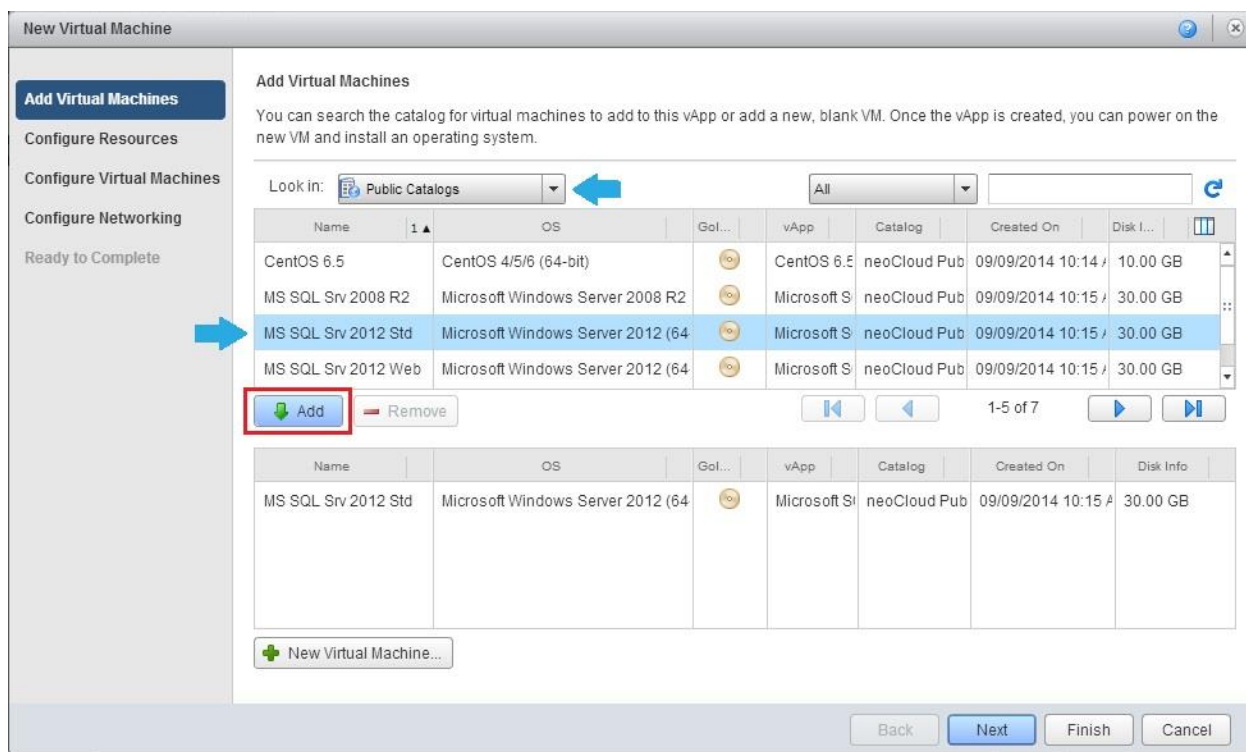 New Virtual Machine
Add Virtual Machines
Configure Resources
Configure Virtual Machines
Configure Networking
Ready to Complete
Add Virtual Machines
You can search the catalog for virtual machines to add to this vApp or add a new, blank VM. Once the vApp is created, you can power on the
new VM and install an operating system.
Look in: Public Catalogs All
Name 1 OS Gol... vApp Catalog Created On Disk I...
CentOS 6.5 CentOS 4/5/6 (64-bit) CentOS 6.5 neoCloud Pub 09/09/2014 10:14 10.00 GB
MS SQL Srv 2008 R2 Microsoft Windows Server 2008 R2 Microsoft S neoCloud Pub 09/09/2014 10:15 30.00 GB
MS SQL Srv 2012 Std Microsoft Windows Server 2012 (64 Microsoft S neoCloud Pub 09/09/2014 10:15 30.00 GB
MS SQL Srv 2012 Web Microsoft Windows Server 2012 (64 Microsoft S neoCloud Pub 09/09/2014 10:15 30.00 GB
Add Remove 1-5 of 7
Name OS Gol... vApp Catalog Created On Disk Info
MS SQL Srv 2012 Std Microsoft Windows Server 2012 (64 Microsoft S neoCloud Pub 09/09/2014 10:15 A 30.00 GB
New Virtual Machine...
Back Next Finish Cancel